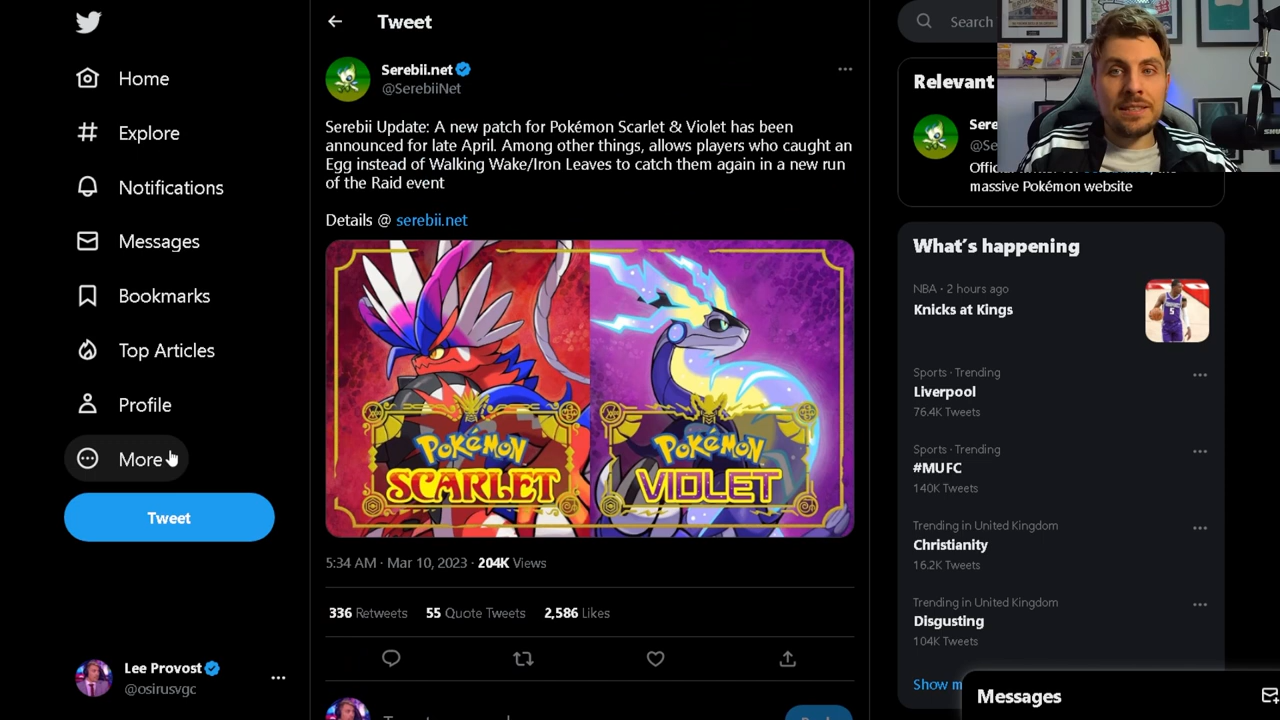 Home
Explore
Notifications
Messages
Bookmarks
Top Articles
Profile
More
Tweet
Lee Provost
@osirusvgc
Tweet
Serebii.net
@SerebiiNet
Serebii Update: A new patch for Pokémon Scarlet & Violet has been
announced for late April. Among other things, allows players who caught an
Egg instead of Walking Wake/Iron Leaves to catch them again in a new run
of the Raid event
Details @ serebii.net
POKéMON
SCARLET
POKéMON
VIOLET
5:34 AM · Mar 10, 2023 · 204K Views
336 Retweets 55 Quote Tweets 2,586 Likes
Search
Relevant
massive Pokémon website
What's happening
NBA · 2 hours ago
Knicks at Kings
Sports · Trending
Liverpool
76.4K Tweets
Sports · Trending
#MUFC
140K Tweets
Trending in United Kingdom
Christianity
16.2K Tweets
Trending in United Kingdom
Disgusting
104K Tweets
Show
Messages